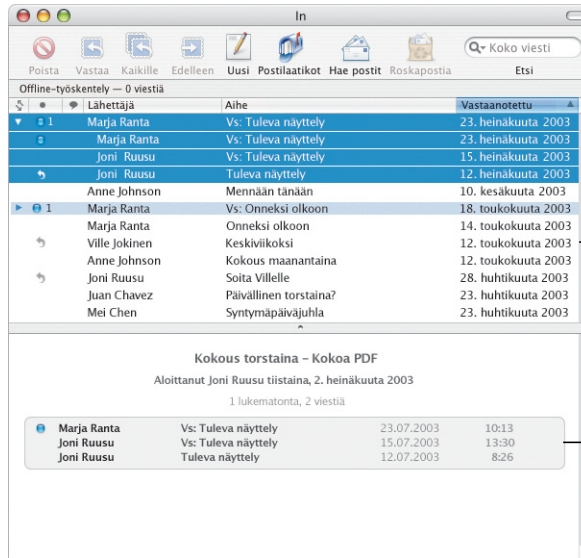 In
Poista Vastaa Kaikille Edelleen Uusi Postilaatikot Hae postit Roskapostia Etsi
Koko viesti
Offline-työskentely — 0 viestiä
Lähettäjä Aihe Vastaanotettu
1 Marja Ranta Vs: Tuleva näyttely 23. heinäkuuta 2003
Marja Ranta Vs: Tuleva näyttely 23. heinäkuuta 2003
Joni Ruusu Vs: Tuleva näyttely 15. heinäkuuta 2003
Joni Ruusu Tuleva näyttely 12. heinäkuuta 2003
Anne Johnson Mennään tänään 10. kesäkuuta 2003
1 Marja Ranta Vs: Onneksi olkoon 18. toukokuuta 2003
Marja Ranta Onneksi olkoon 14. toukokuuta 2003
Ville Jokinen Keskiviikoksi 12. toukokuuta 2003
Anne Johnson Kokous maanantaina 12. toukokuuta 2003
Joni Ruusu Soita Villelle 28. huhtikuuta 2003
Juan Chavez Päivällinen torstaina? 23. huhtikuuta 2003
Mei Chen Syntymäpäiväjuhla 23. huhtikuuta 2003
Kokous torstaina – Kokoa PDF
Aloittanut Joni Ruusu tiistaina, 2. heinäkuuta 2003
1 lukematonta, 2 viestiä
Marja Ranta Vs: Tuleva näyttely 23.07.2003 10:13
Joni Ruusu Vs: Tuleva näyttely 15.07.2003 13:30
Joni Ruusu Tuleva näyttely 12.07.2003 8:26